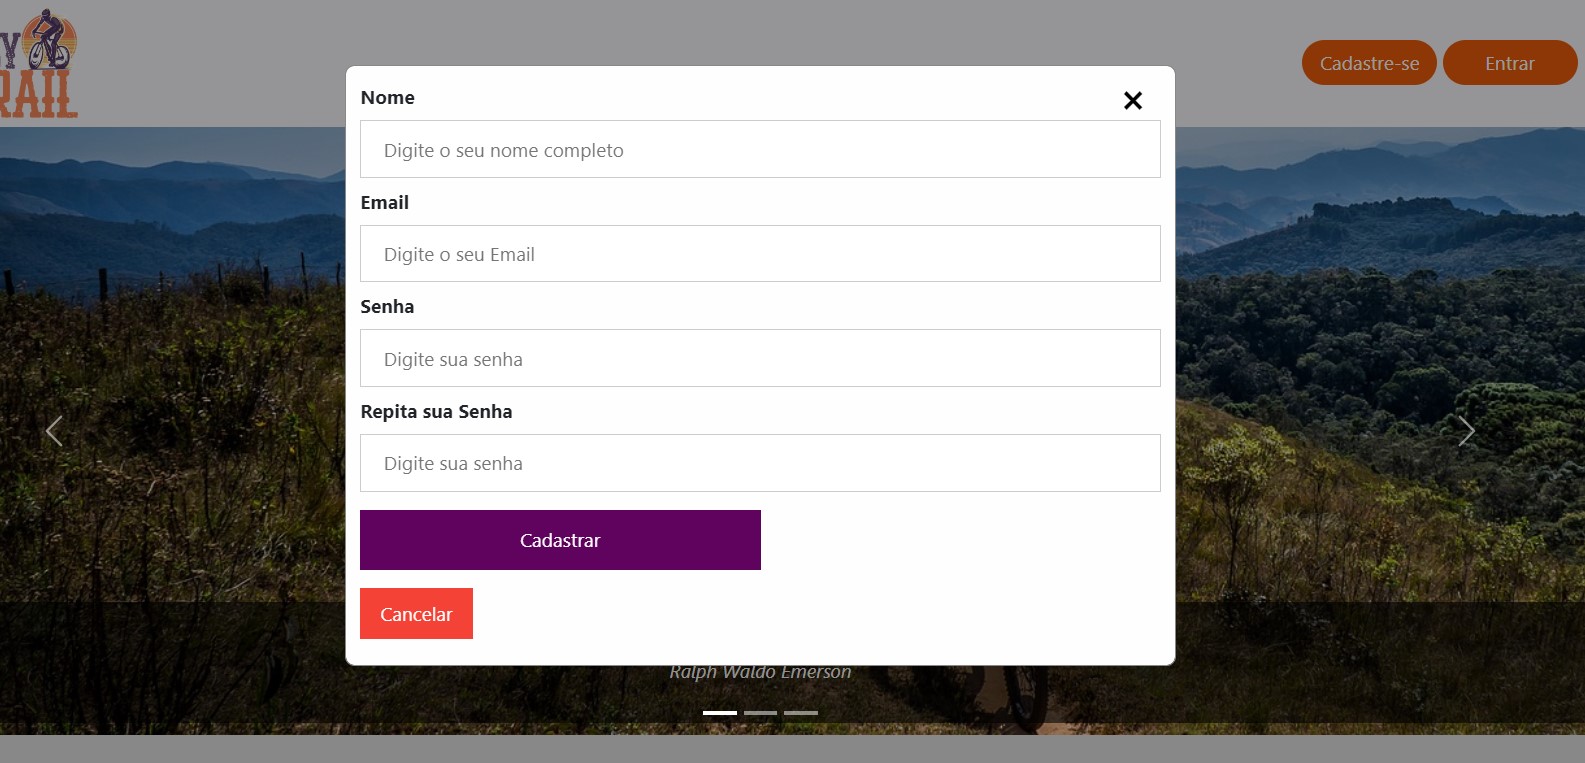 Cadastre-se
Entrar
Nome
Digite o seu nome completo
Email
Digite o seu Email
Senha
Digite sua senha
Repita sua Senha
Digite sua senha
Cadastrar
Cancelar
Ralph Waldo Emerson